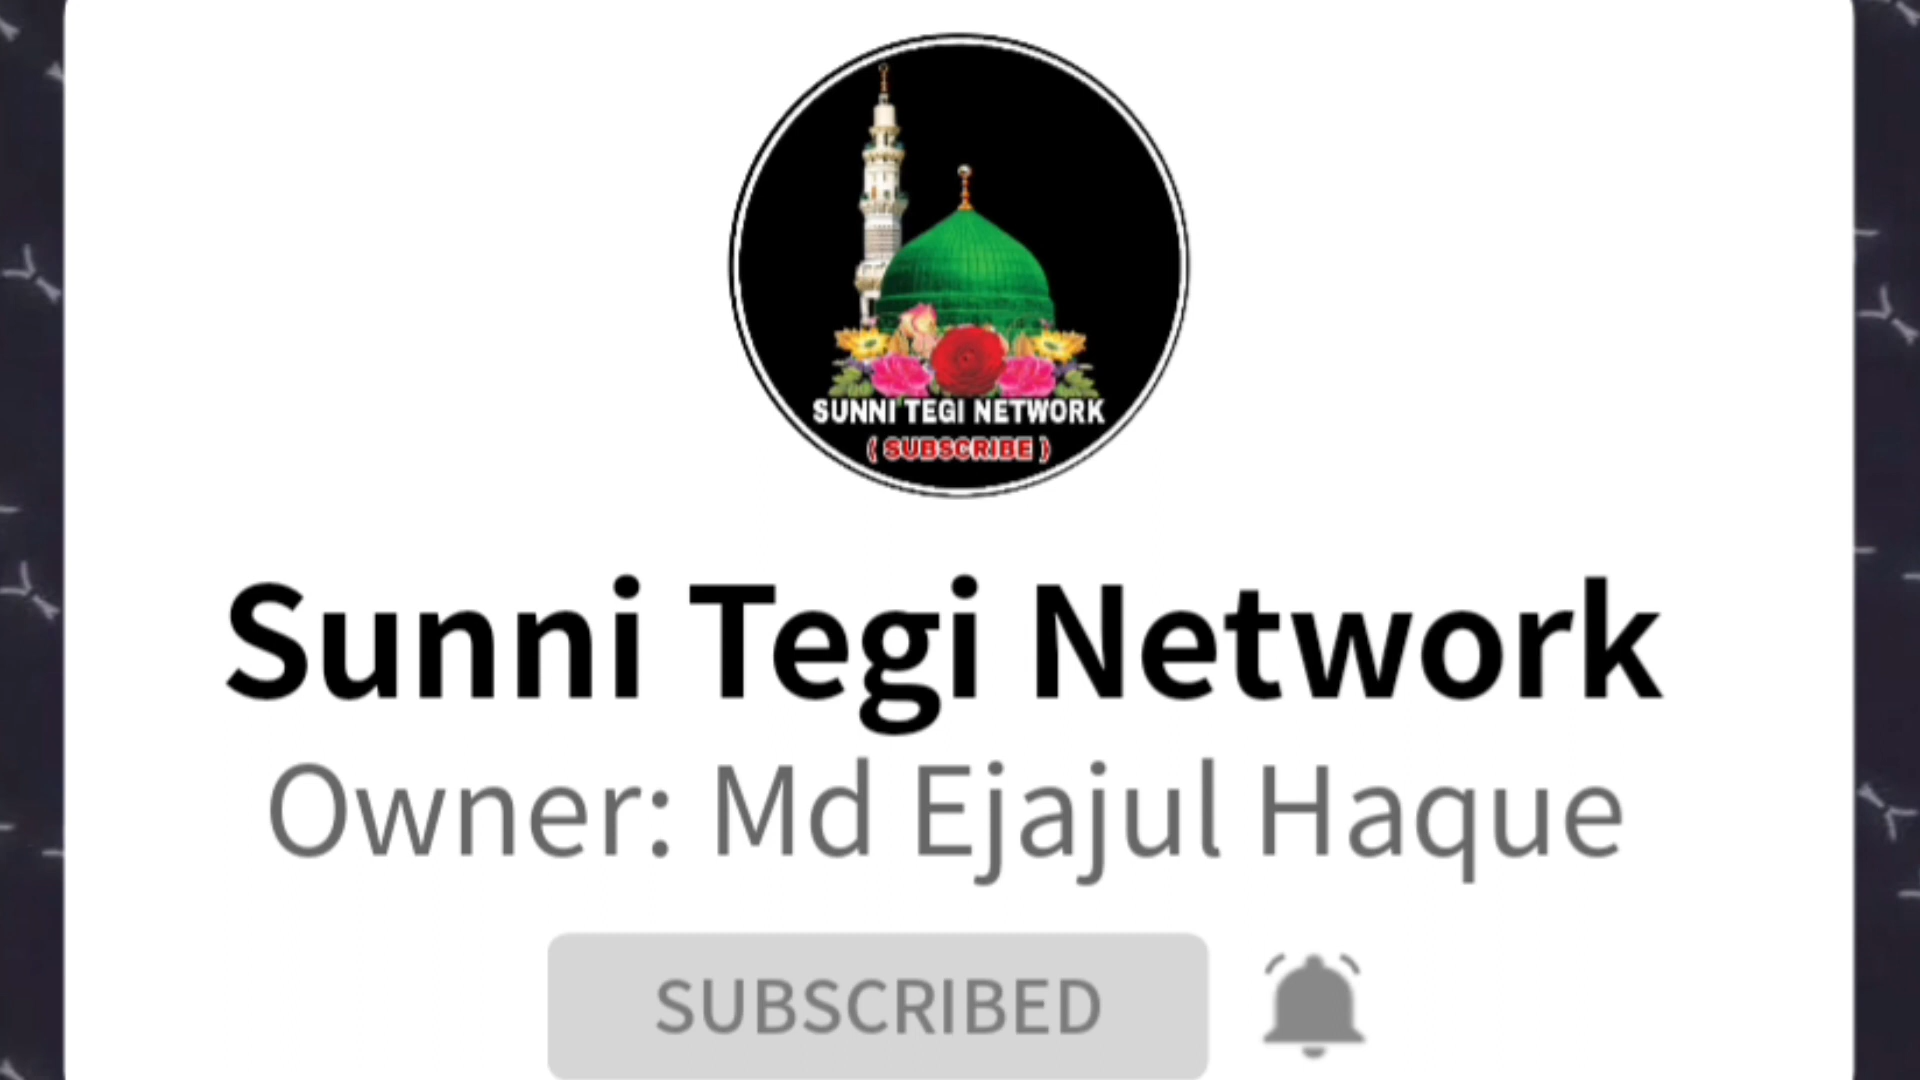 SUNNI TEGI NETWORK
( SUBSCRIBE )
Sunni Tegi Network
Owner: Md Ejajul Haque
SUBSCRIBED